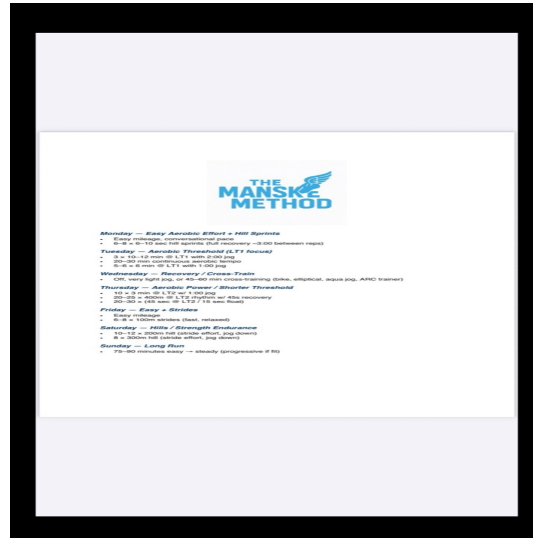 THE
MANSKE
METHOD
Monday — Easy Aerobic Effort + Hill Sprints
• Easy mileage, conversational pace
• 6–8 × 6–10 sec hill sprints (full recovery ~3:00 between reps)
Tuesday — Aerobic Threshold (LT1 focus)
• 3 × 10–12 min @ LT1 with 2:00 jog
• 20–30 min continuous aerobic tempo
• 5–6 × 6 min @ LT1 with 1:00 jog
Wednesday — Recovery / Cross-Train
• Off, very light jog, or 45–60 min cross-training (bike, elliptical, aqua jog, ARC trainer)
Thursday — Aerobic Power / Shorter Threshold
• 10 × 3 min @ LT2 w/ 1:00 jog
• 20–25 × 400m @ LT2 rhythm w/ 45s recovery
• 20–30 × (45 sec @ LT2 / 15 sec float)
Friday — Easy + Strides
• Easy mileage
• 6–8 × 100m strides (fast, relaxed)
Saturday — Hills / Strength Endurance
• 10–12 × 200m hill (stride effort, jog down)
• 8 × 300m hill (stride effort, jog down)
Sunday — Long Run
• 75–90 minutes easy → steady (progressive if fit)